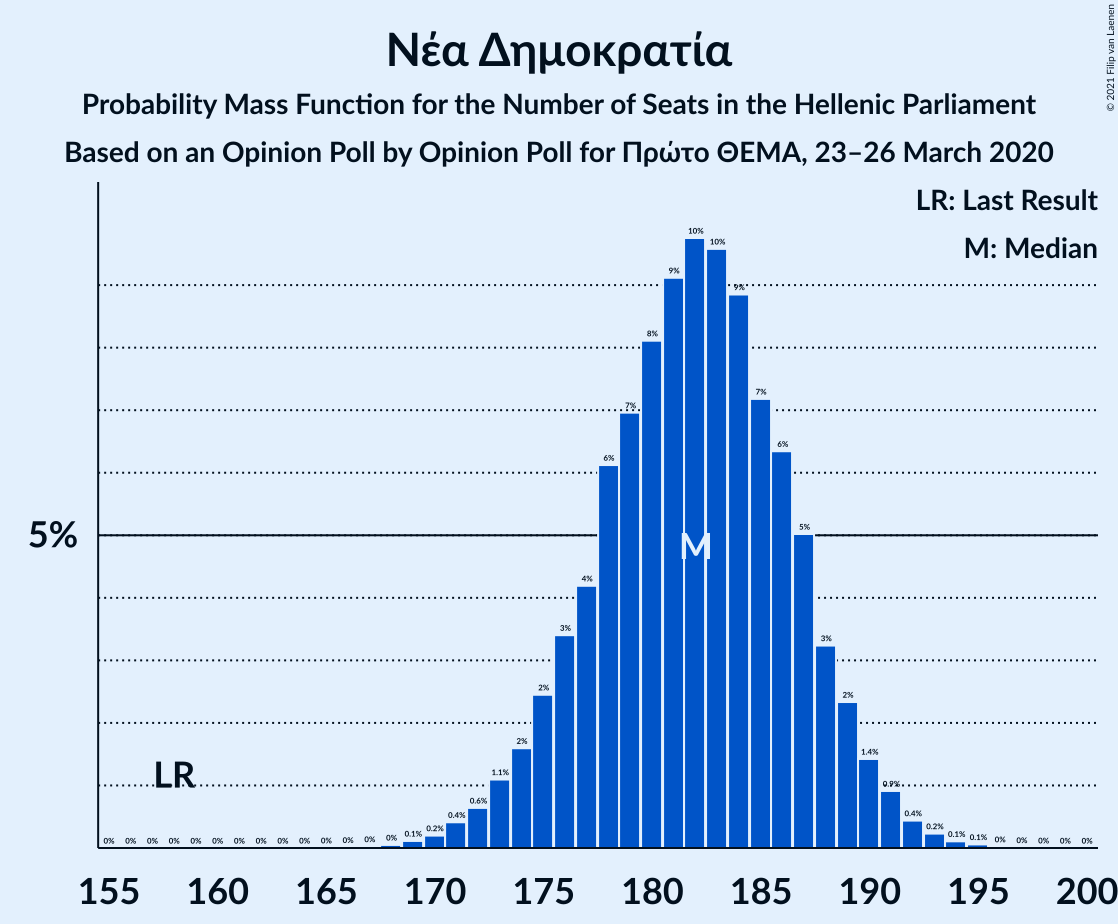 Νέα Δημοκρατία
Probability Mass Function for the Number of Seats in the Hellenic Parliament
Based on an Opinion Poll by Opinion Poll for Πρώτο ΘΕΜΑ, 23–26 March 2020
© 2021 Filip van Laenen
LR: Last Result
M: Median
5%
LR
M
0% 0% 0% 0% 0% 0% 0% 0% 0% 0% 0% 0% 0% 0% 0.1% 0.2% 0.4% 0.6% 1.1% 2% 2% 3% 4% 6% 7% 8% 9% 10% 10% 9% 7% 6% 5% 3% 2% 1.4% 0.9% 0.4% 0.2% 0.1% 0.1% 0% 0% 0% 0% 0%
155 160 165 170 175 180 185 190 195 200